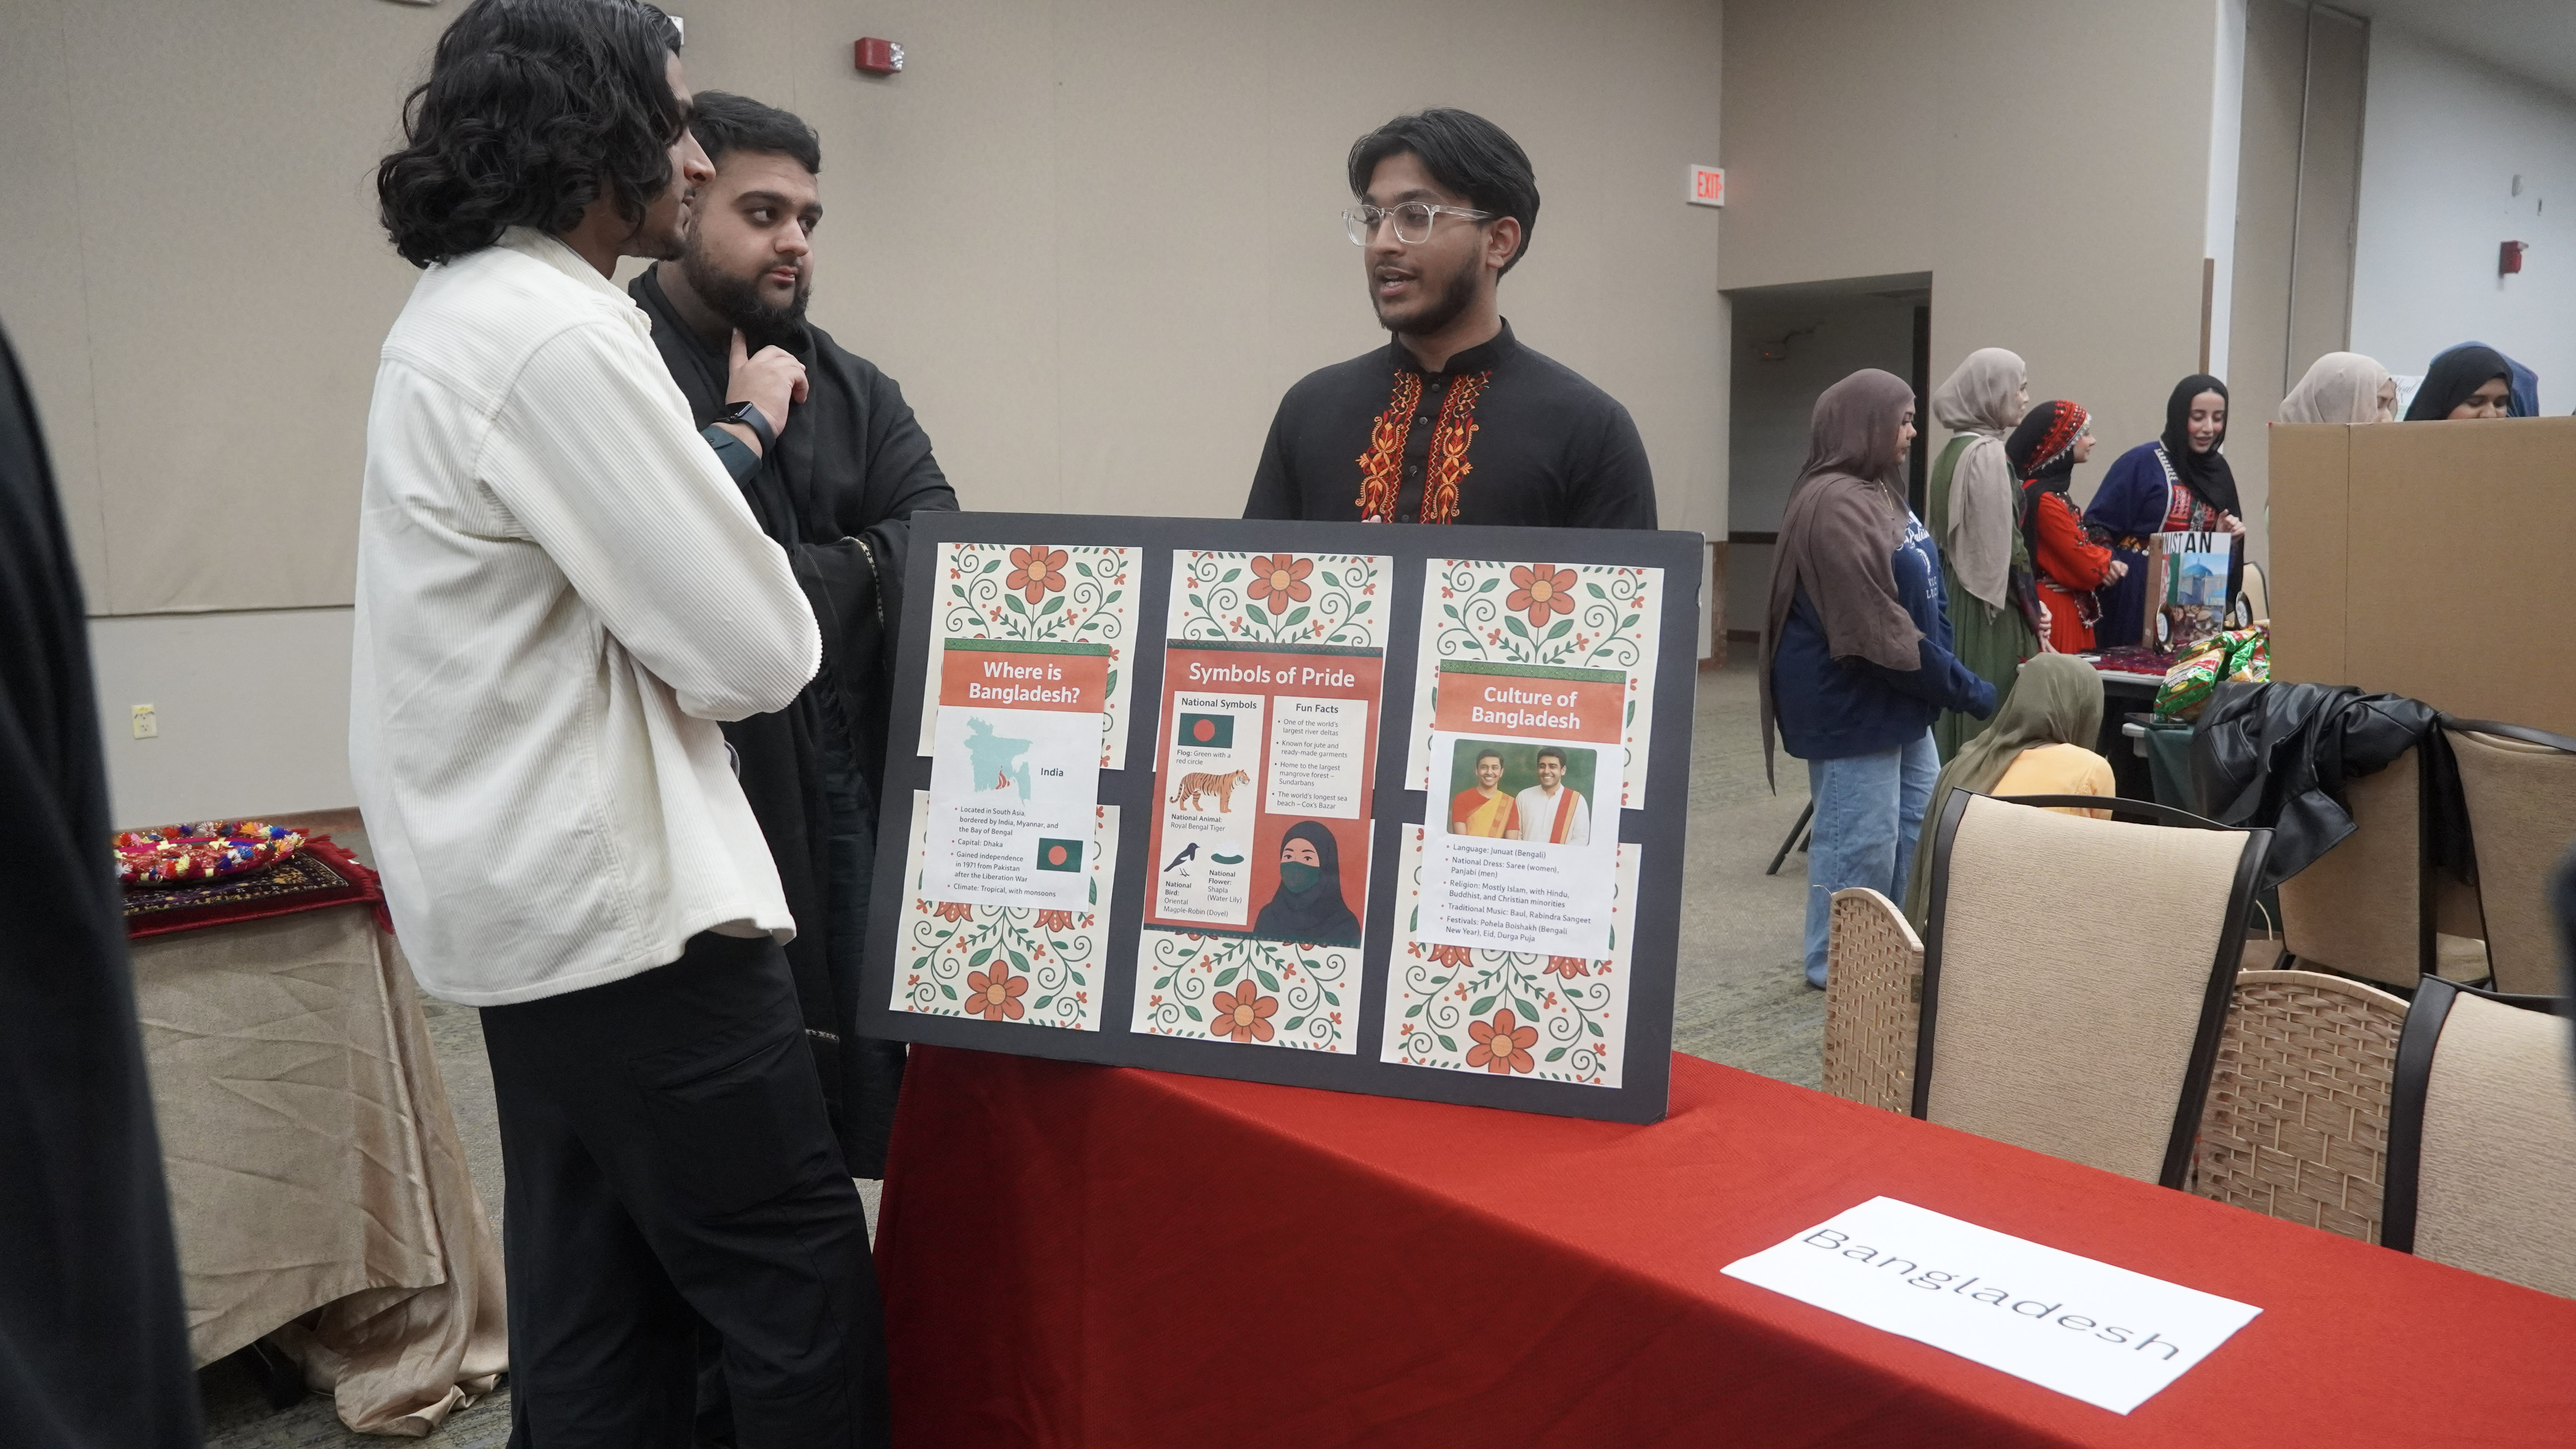 EXIT
Where is
Bangladesh?
India
• Located in South Asia,
bordered by India, Myannar, and
the Bay of Bengal
• Capital: Dhaka
• Gained independence
in 1971 from Pakistan
after the Liberation War
• Climate: Tropical, with monsoons
Symbols of Pride
National Symbols
Flog: Green with a
red circle
National Animal:
Royal Bengal Tiger
National
Bird:
Oriental
Magple-Robin (Doyel)
National
Flower:
Shapla
(Water Lily)
Fun Facts
• One of the world's
largest river deltas
• Known for jute and
ready-made garments
• Home to the largest
mangrove forest –
Sundarbans
• The world's longest sea
beach – Cox's Bazar
Culture of
Bangladesh
• Language: Junuat (Bengali)
• National Dress: Saree (women),
Panjabi (men)
• Religion: Mostly Islam, with Hindu,
Buddhist, and Christian minorities
• Traditional Music: Baul, Rabindra Sangeet
• Festivals: Pohela Boishakh (Bengali
New Year), Eid, Durga Puja
NISTAN
Bangladesh